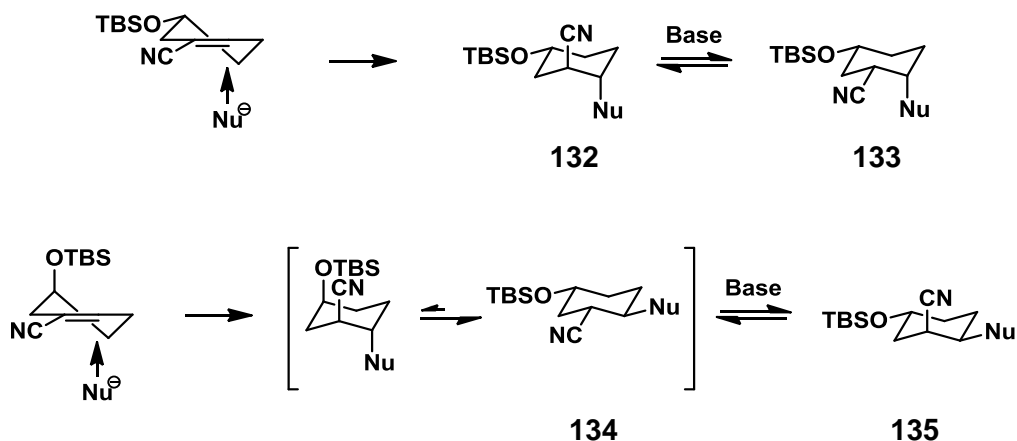 TBSO
NC
Nu⊖
TBSO
CN
Nu
132
Base
TBSO
NC
Nu
133
OTBS
NC
Nu⊖
OTBS
CN
Nu
TBSO
NC
Nu
134
Base
TBSO
CN
Nu
135